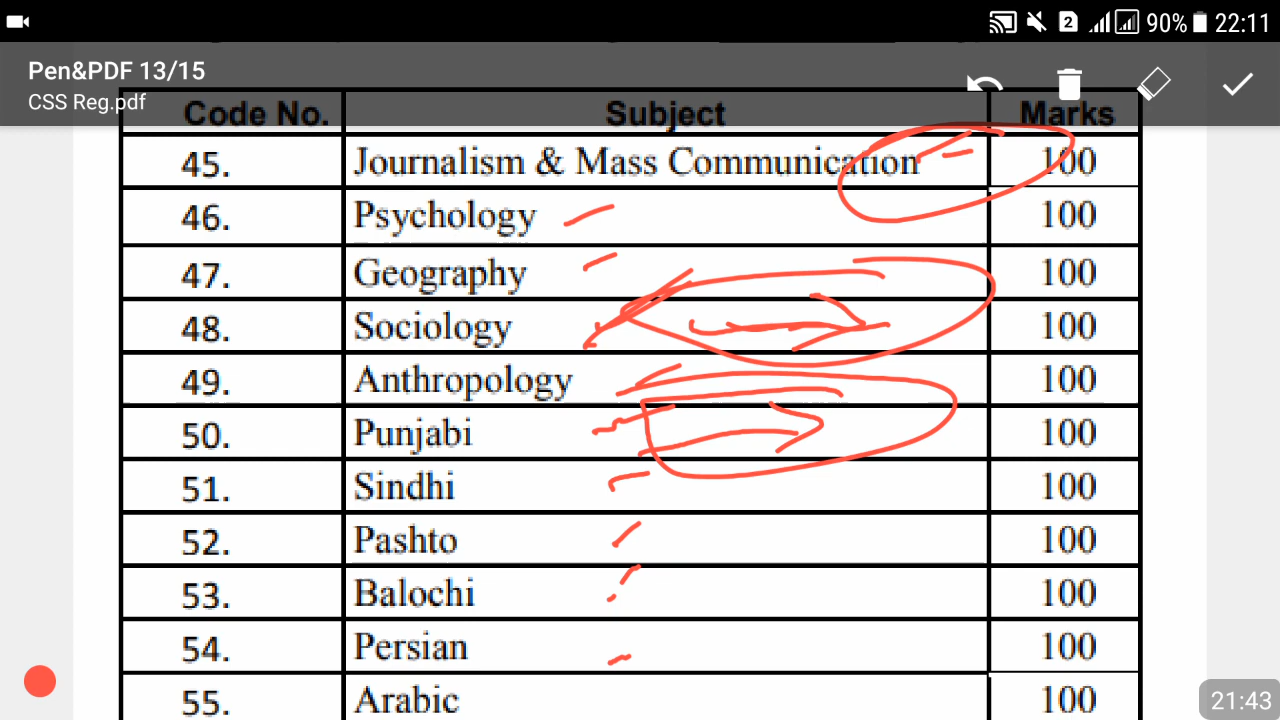 2 90% 22:11
Pen&PDF 13/15
CSS Reg.pdf
Code No. Subject Marks
45. Journalism & Mass Communication 100
46. Psychology 100
47. Geography 100
48. Sociology 100
49. Anthropology 100
50. Punjabi 100
51. Sindhi 100
52. Pashto 100
53. Balochi 100
54. Persian 100
55. Arabic 100
21:43